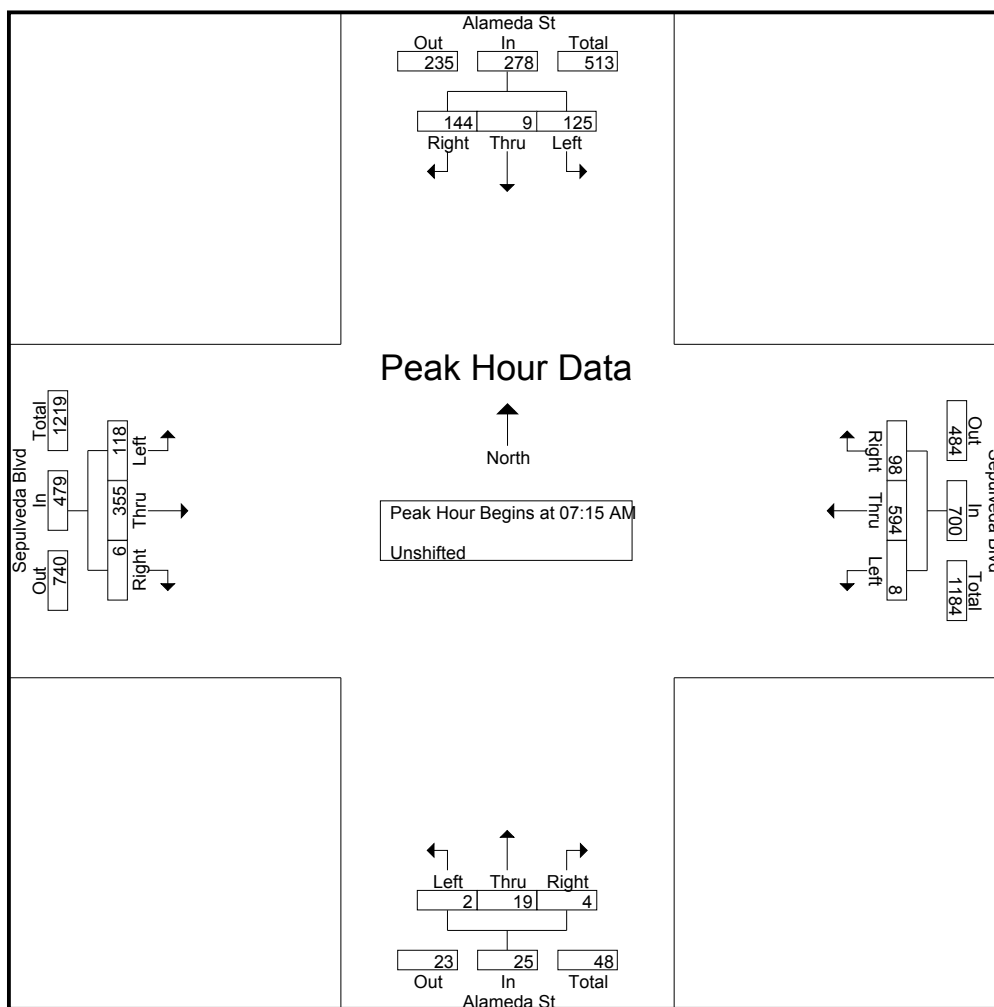 Alameda St
Out In Total
235 278 513
144 9 125
Right Thru Left
Peak Hour Data
North
Peak Hour Begins at 07:15 AM
Unshifted
Sepulveda Blvd
Total In Out
1219 479 740
118 355 6
Left Thru Right
Sepulveda Blvd
Out In Total
484 700 1184
98 594 8
Right Thru Left
Left Thru Right
2 19 4
23 25 48
Out In Total
Alameda St